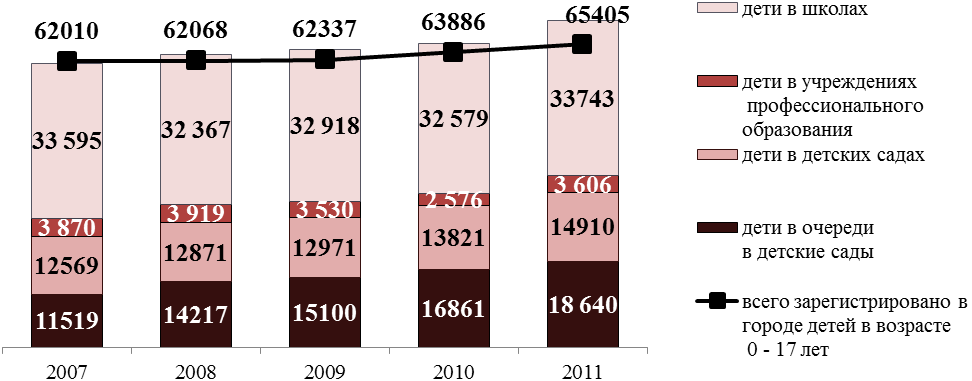 62010 62068 62337 63886 65405
33 595 32 367 32 918 32 579 33743
3 870 3 919 3 530 2 576 3 606
12569 12871 12971 13821 14910
11519 14217 15100 16861 18 640
2007 2008 2009 2010 2011
дети в школах
дети в учреждениях
профессионального
образования
дети в детских садах
дети в очереди
в детские сады
всего зарегистрировано в
городе детей в возрасте
0 - 17 лет